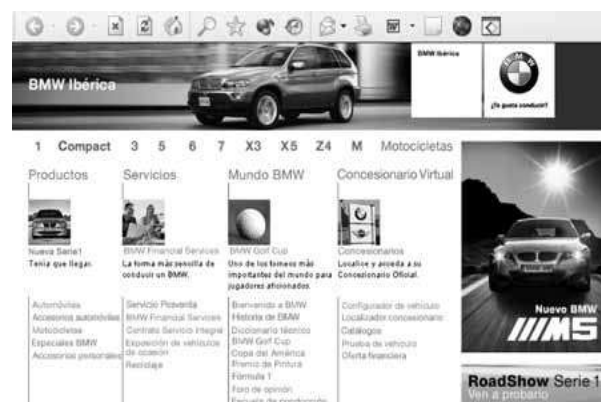 BMW Ibérica
BMW Ibérica
¿Te gusta conducir?
1 Compact 3 5 6 7 X3 X5 Z4 M Motocicletas
Productos
Nueva Serie1
Tenía que llegar.
Automóviles
Accesorios automóviles
Motocicletas
Especiales BMW
Accesorios personales
Servicios
BMW Financial Services
La forma más sencilla de
conducir un BMW.
Servicio Posventa
BMW Financial Services
Contrato Servicio Integral
Exposición de vehículos
de ocasión
Reciclaje
Mundo BMW
BMW Golf Cup
Uno de los torneos más
importantes del mundo para
jugadores aficionados.
Bienvenido a BMW
Historia de BMW
Diccionario técnico
BMW Golf Cup
Copa del América
Premio de Pintura
Fórmula 1
Foro de opinión
Escuela de conducción
Concesionario Virtual
Concesionarios
Localice y acceda a su
Concesionario Oficial.
Configurador de vehículo
Localizador concesionario
Catálogos
Prueba de vehículo
Oferta financiera
Nuevo BMW
M5
RoadShow Serie 1
Ven a probarlo